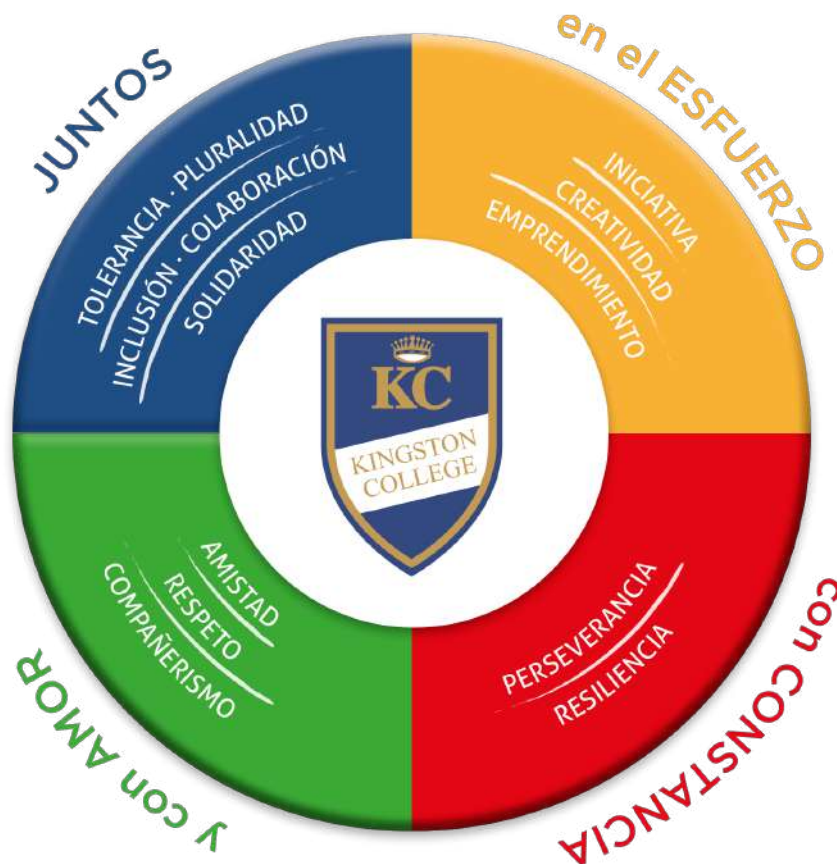 JUNTOS
TOLERANCIA · PLURALIDAD
INCLUSIÓN · COLABORACIÓN
SOLIDARIDAD
en el ESFUERZO
INICIATIVA
CREATIVIDAD
EMPRENDIMIENTO
con CONSTANCIA
PERSEVERANCIA
RESILIENCIA
y con AMOR
AMISTAD
RESPETO
COMPAÑERISMO
KC
KINGSTON
COLLEGE